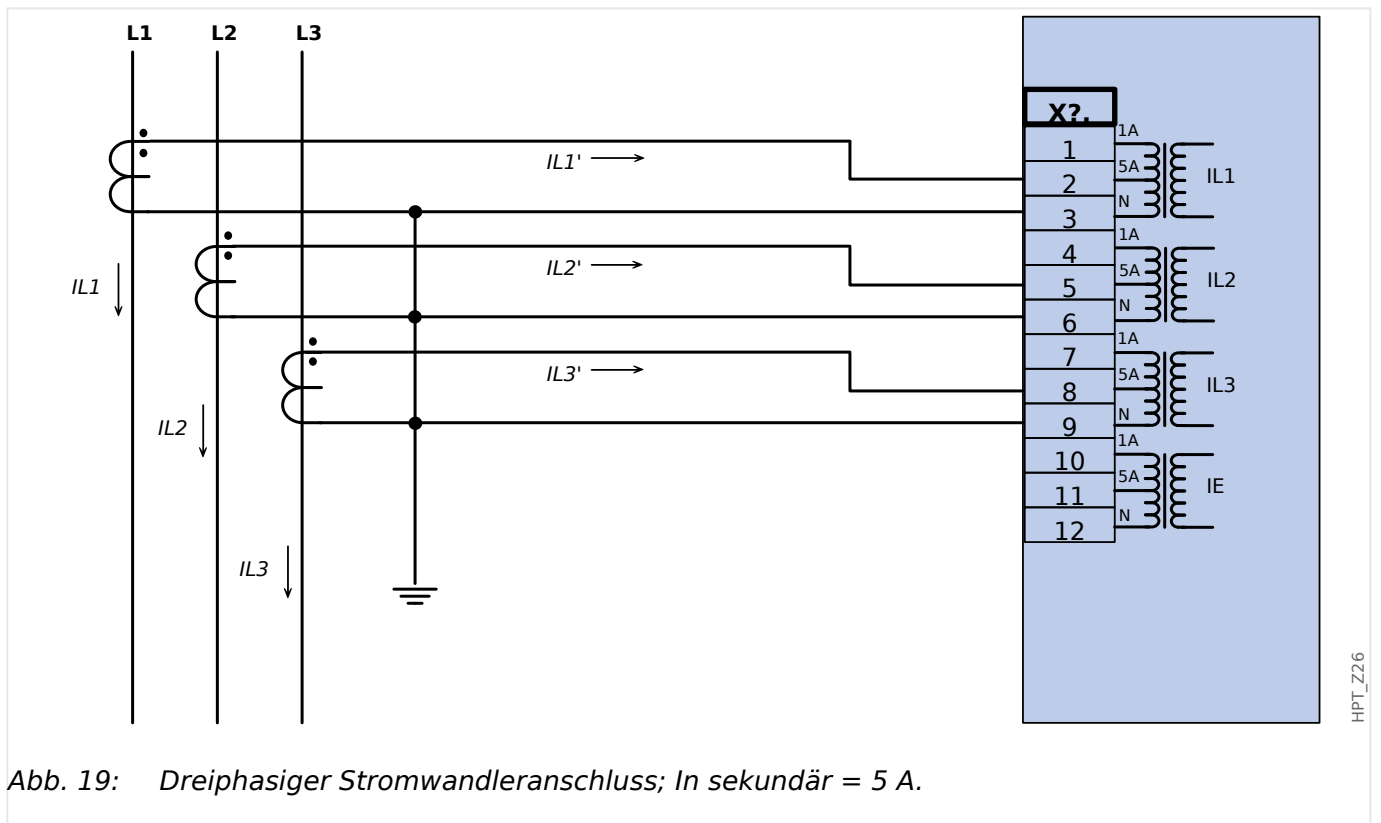 L1 L2 L3
X?.
1 1A
2 5A IL1
3 N
4 1A
5 5A IL2
6 N
7 1A
8 5A IL3
9 N
10 1A
11 5A IE
12 N
IL1'
IL2'
IL3'
IL1
IL2
IL3
HPT_Z26
Abb. 19: Dreiphasiger Stromwandleranschluss; In sekundär = 5 A.